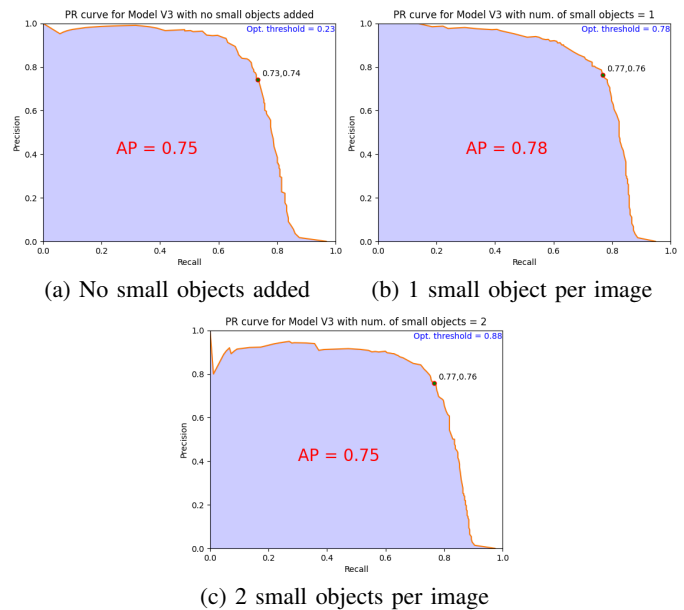 PR curve for Model V3 with no small objects added
Opt. threshold = 0.23
1.0
0.8
0.6
0.4
0.2
0.0
Precision
0.73,0.74
AP = 0.75
0.0 0.2 0.4 0.6 0.8 1.0
Recall
(a) No small objects added
PR curve for Model V3 with num. of small objects = 1
Opt. threshold = 0.78
1.0
0.8
0.6
0.4
0.2
0.0
Precision
0.77,0.76
AP = 0.78
0.0 0.2 0.4 0.6 0.8 1.0
Recall
(b) 1 small object per image
PR curve for Model V3 with num. of small objects = 2
Opt. threshold = 0.88
1.0
0.8
0.6
0.4
0.2
0.0
Precision
0.77,0.76
AP = 0.75
0.0 0.2 0.4 0.6 0.8 1.0
Recall
(c) 2 small objects per image